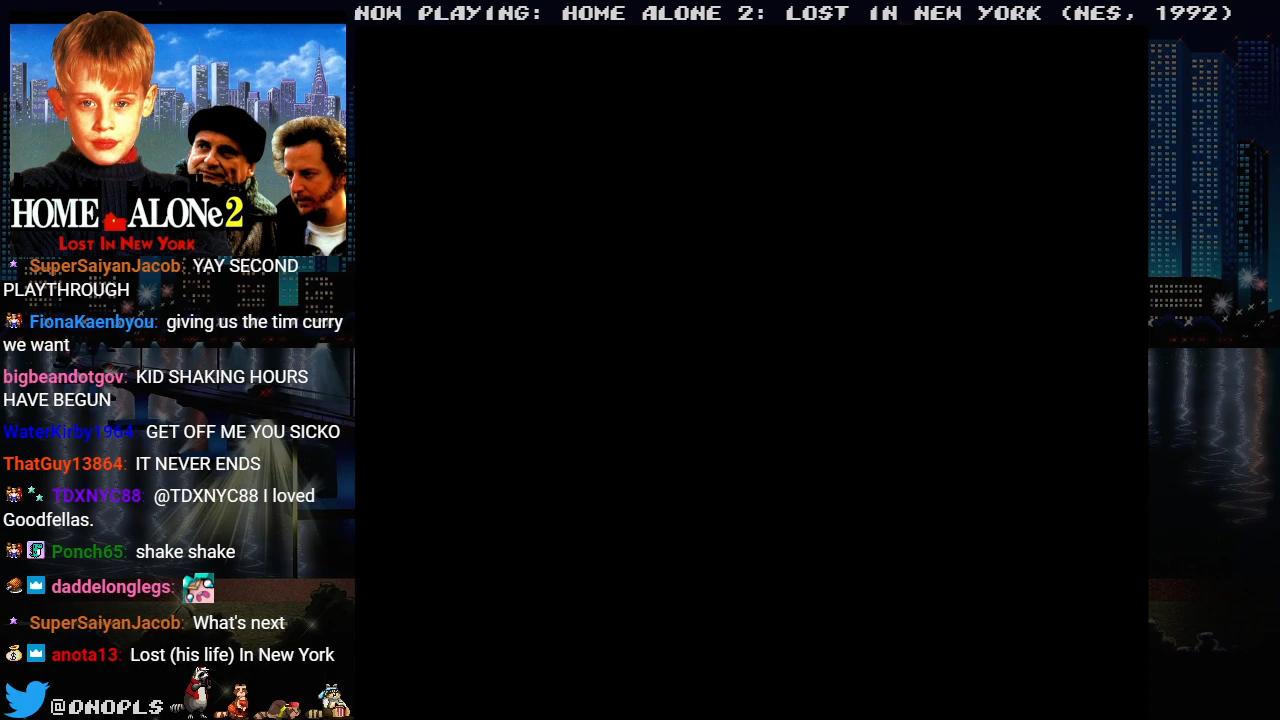 NOW PLAYING: HOME ALONE 2: LOST IN NEW YORK (NES, 1992)
HOME ALONe 2
LOST IN NEW YORK
SuperSaiyanJacob: YAY SECOND
PLAYTHROUGH
FionaKaenbyou: giving us the tim curry
we want
bigbeandotgov: KID SHAKING HOURS
HAVE BEGUN
WaterKirby1964: GET OFF ME YOU SICKO
ThatGuy13864: IT NEVER ENDS
TDXNYC88: @TDXNYC88 I loved
Goodfellas.
Ponch65: shake shake
daddelonglegs:
SuperSaiyanJacob: What's next
anota13: Lost (his life) In New York
@ONOPLS